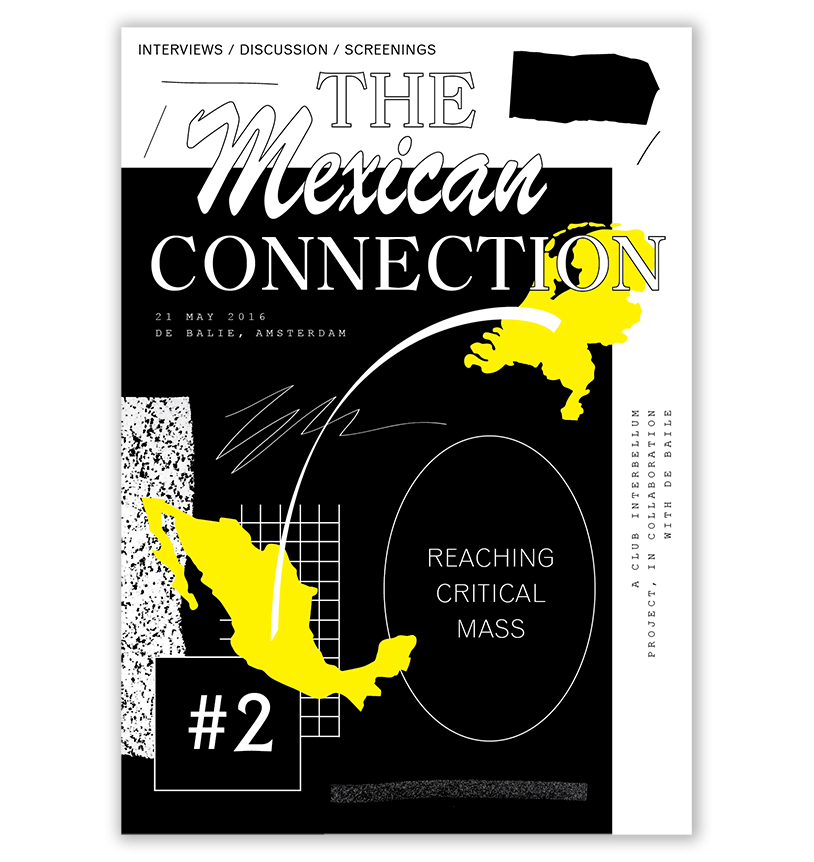 INTERVIEWS / DISCUSSION / SCREENINGS
THE
Mexican
CONNECTION
21 MAY 2016
DE BALIE, AMSTERDAM
A CLUB INTERBELLUM
PROJECT, IN COLLABORATION
WITH DE BAILE
REACHING
CRITICAL
MASS
#2